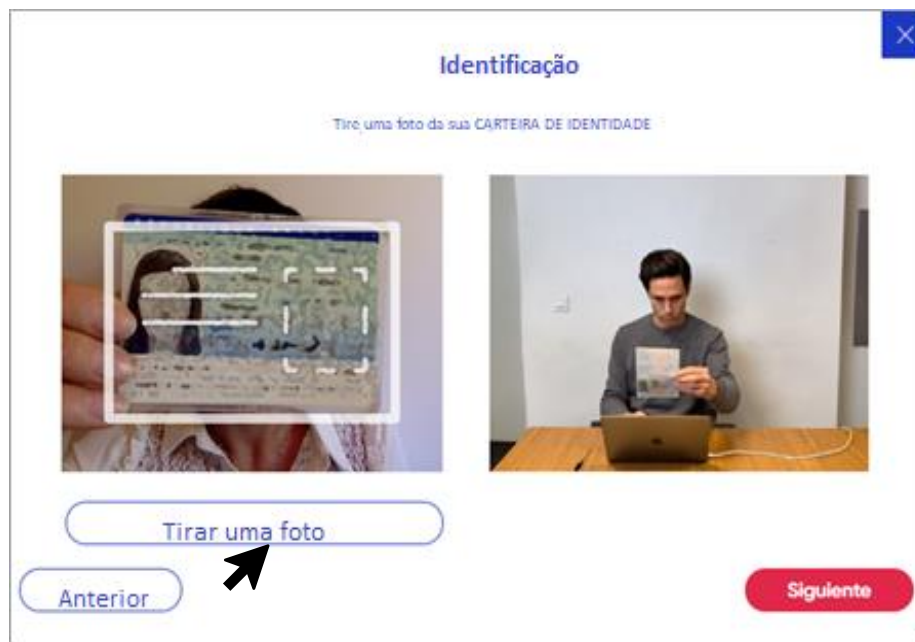 Identificação
Tire uma foto da sua CARTEIRA DE IDENTIDADE
Tirar uma foto
Anterior
Siguiente